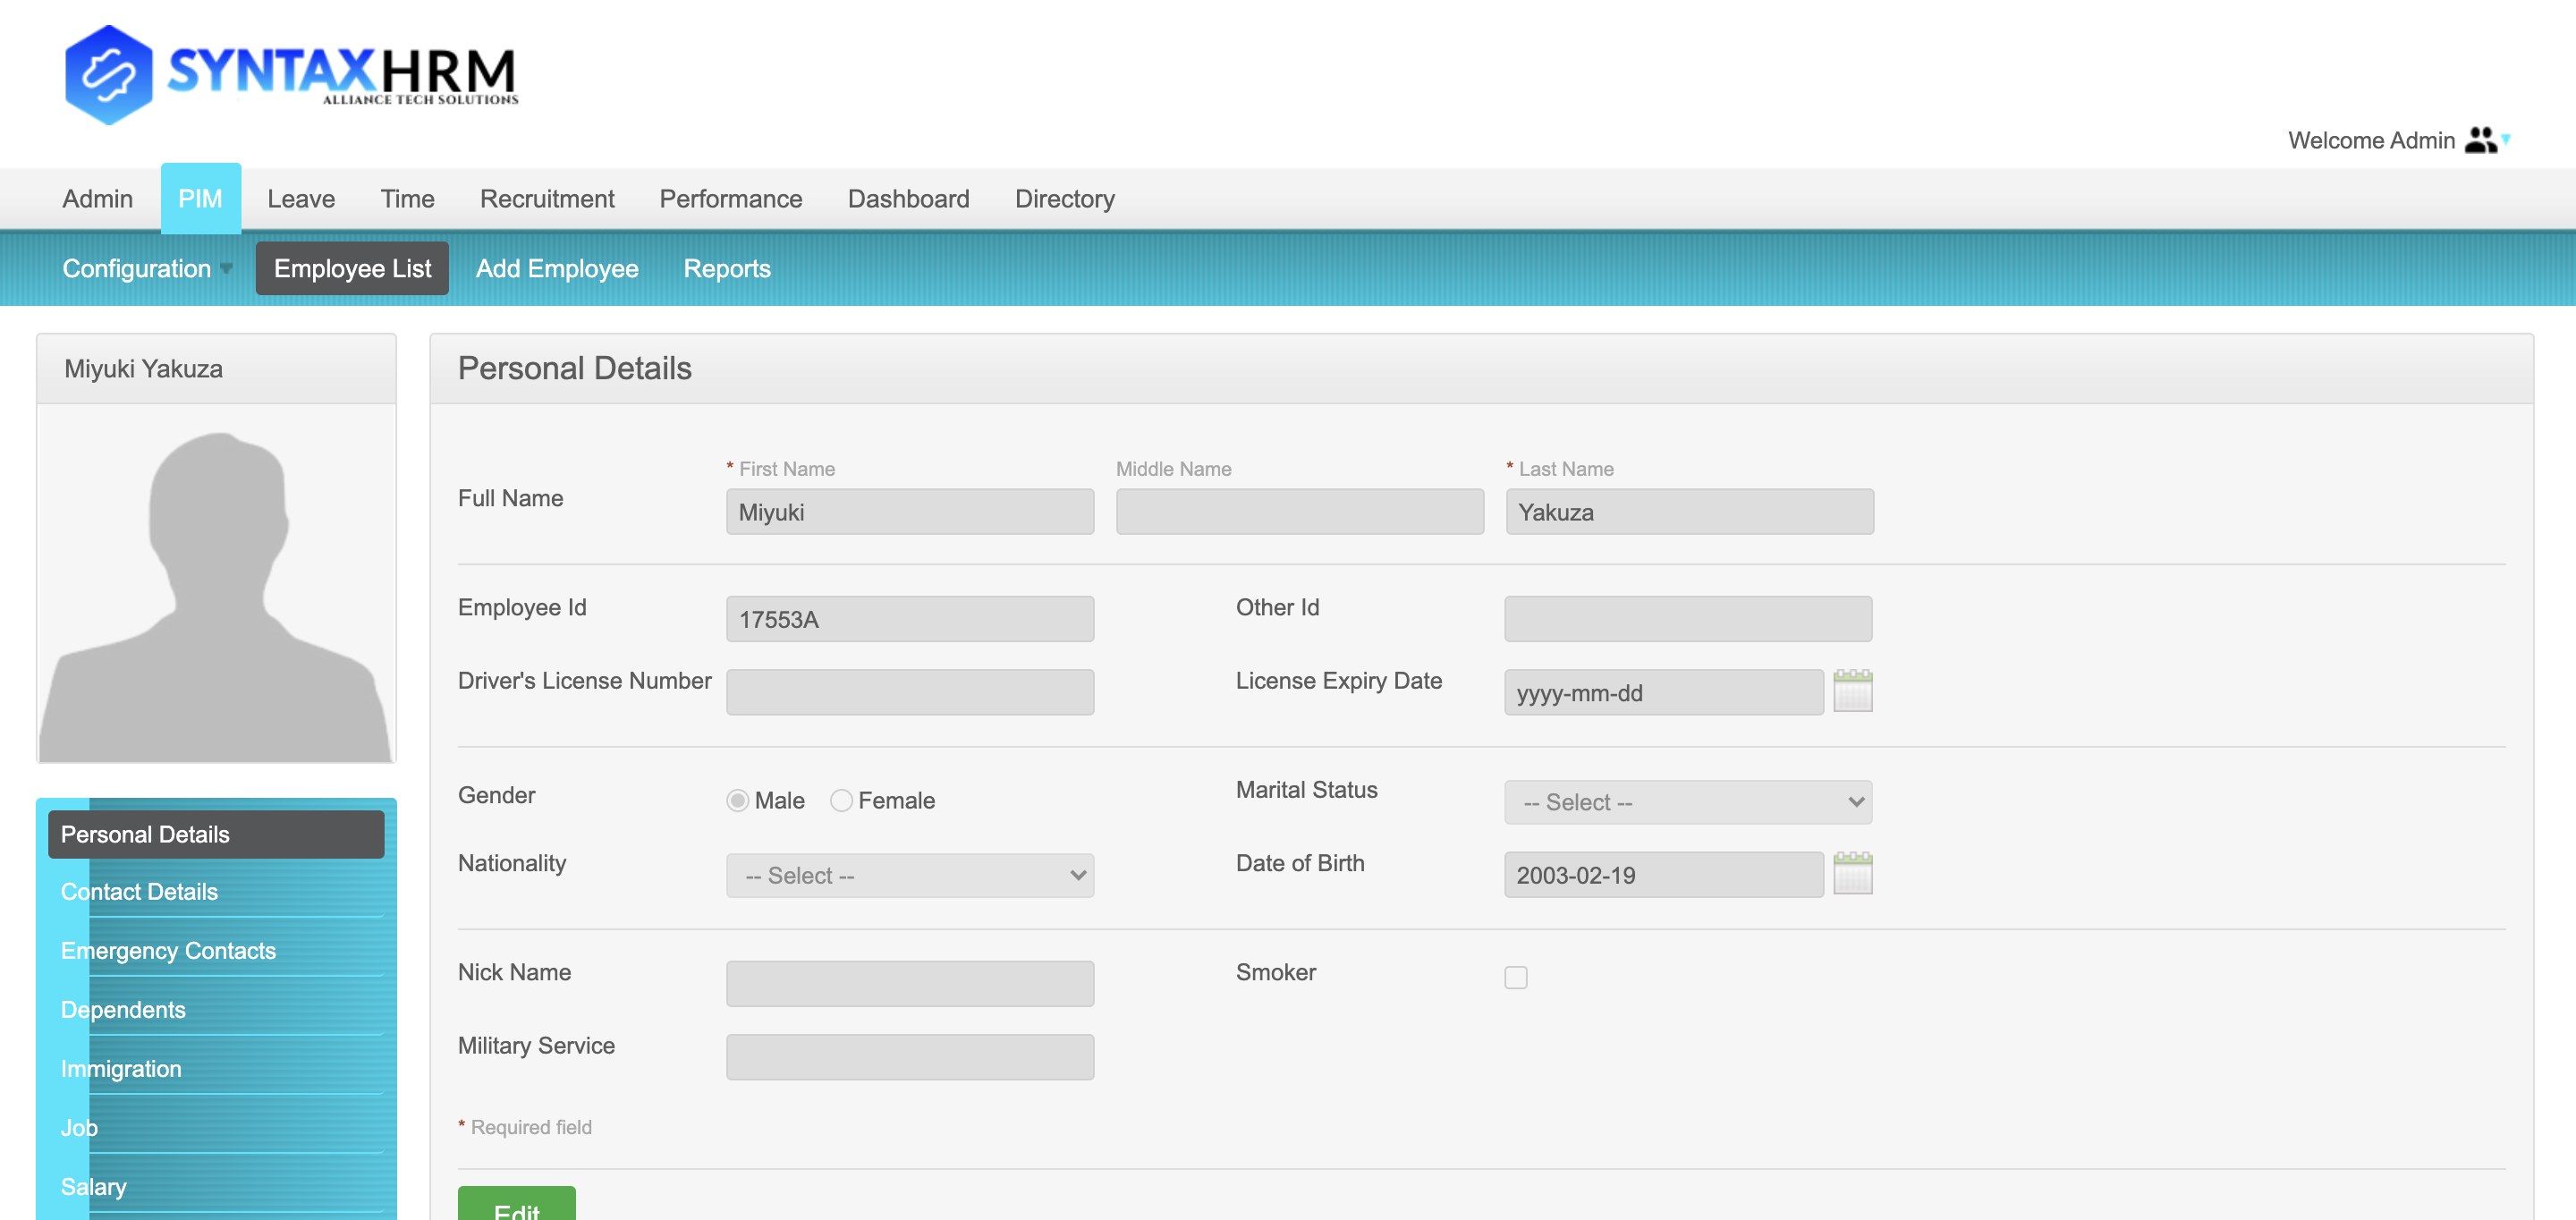 SYNTAXHRM
ALLIANCE TECH SOLUTIONS
Welcome Admin
Admin PIM Leave Time Recruitment Performance Dashboard Directory
Configuration Employee List Add Employee Reports
Miyuki Yakuza
Personal Details
* First Name Middle Name * Last Name
Full Name Miyuki Yakuza
Employee Id 17553A Other Id
Driver's License Number License Expiry Date yyyy-mm-dd
Gender Male Female Marital Status -- Select --
Nationality -- Select -- Date of Birth 2003-02-19
Nick Name Smoker
Military Service
* Required field
Edit
Personal Details
Contact Details
Emergency Contacts
Dependents
Immigration
Job
Salary